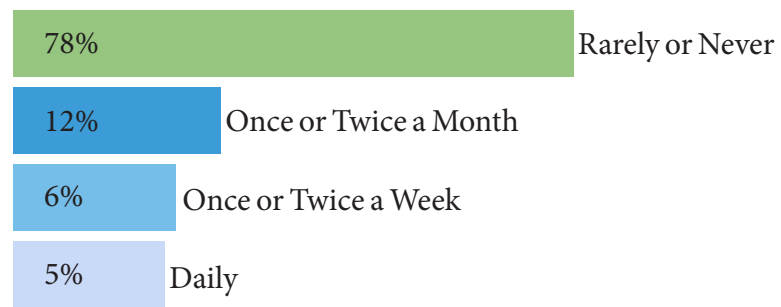 78% Rarely or Never
12% Once or Twice a Month
6% Once or Twice a Week
5% Daily